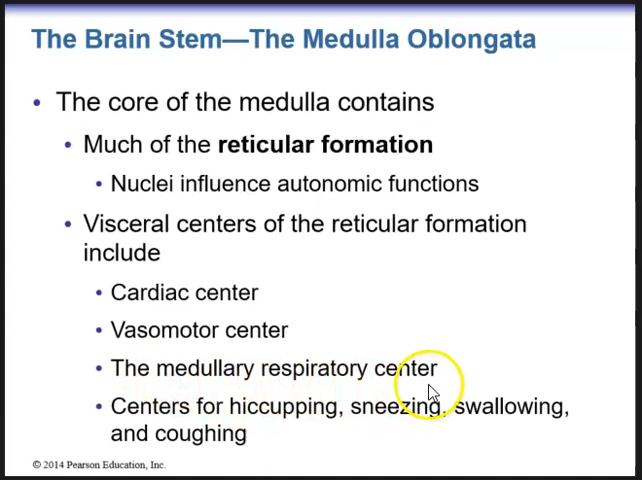 The Brain Stem—The Medulla Oblongata
• The core of the medulla contains
• Much of the reticular formation
• Nuclei influence autonomic functions
• Visceral centers of the reticular formation
include
• Cardiac center
• Vasomotor center
• The medullary respiratory center
• Centers for hiccupping, sneezing, swallowing,
and coughing
© 2014 Pearson Education, Inc.